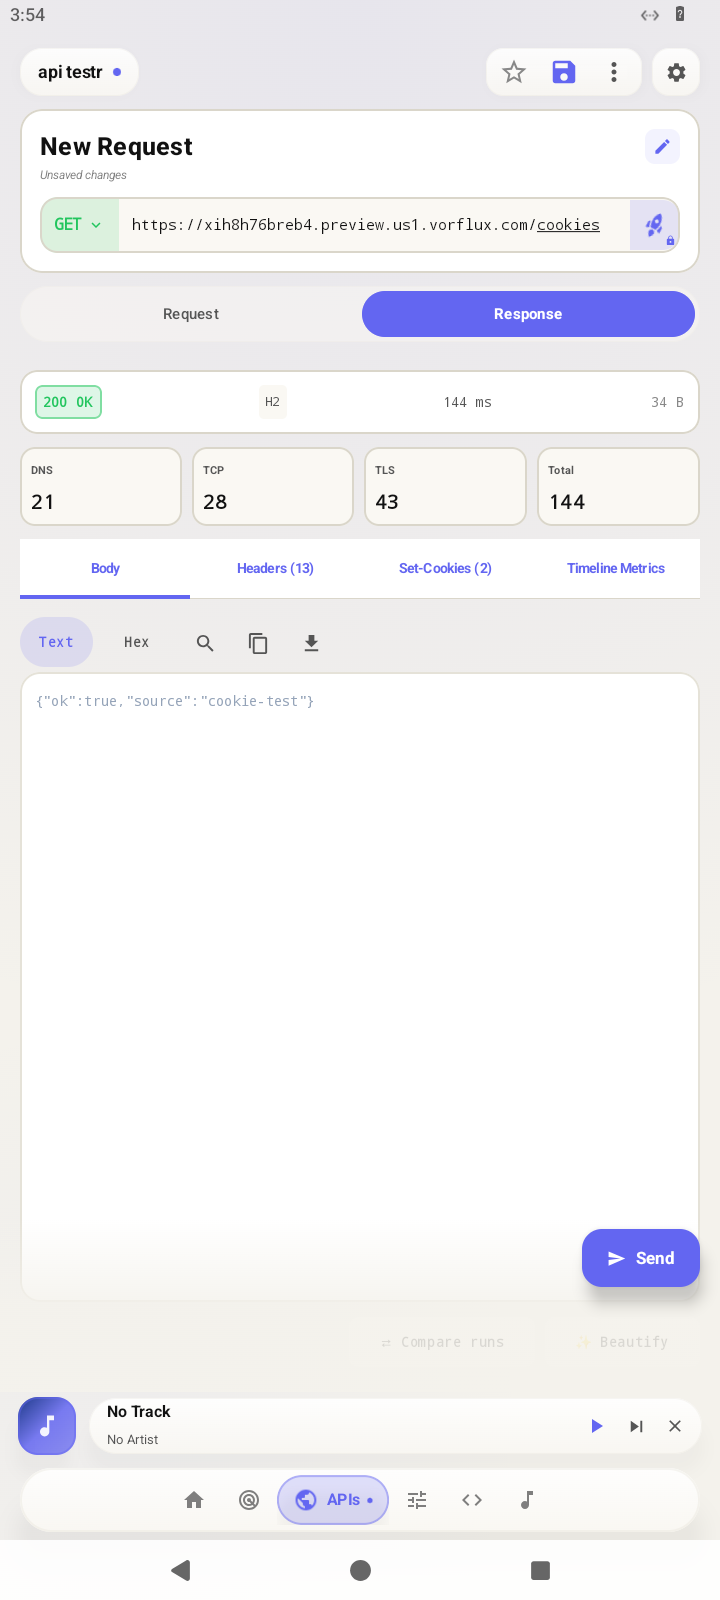 3:54
api testr
New Request
Unsaved changes
GET https://xih8h76breb4.preview.us1.vorflux.com/cookies
Request Response
200 OK H2 144 ms 34 B
DNS TCP TLS Total
21 28 43 144
Body Headers (13) Set-Cookies (2) Timeline Metrics
Text Hex
{"ok":true,"source":"cookie-test"}
Send
⇄ Compare runs ✨ Beautify
No Track
No Artist
APIs